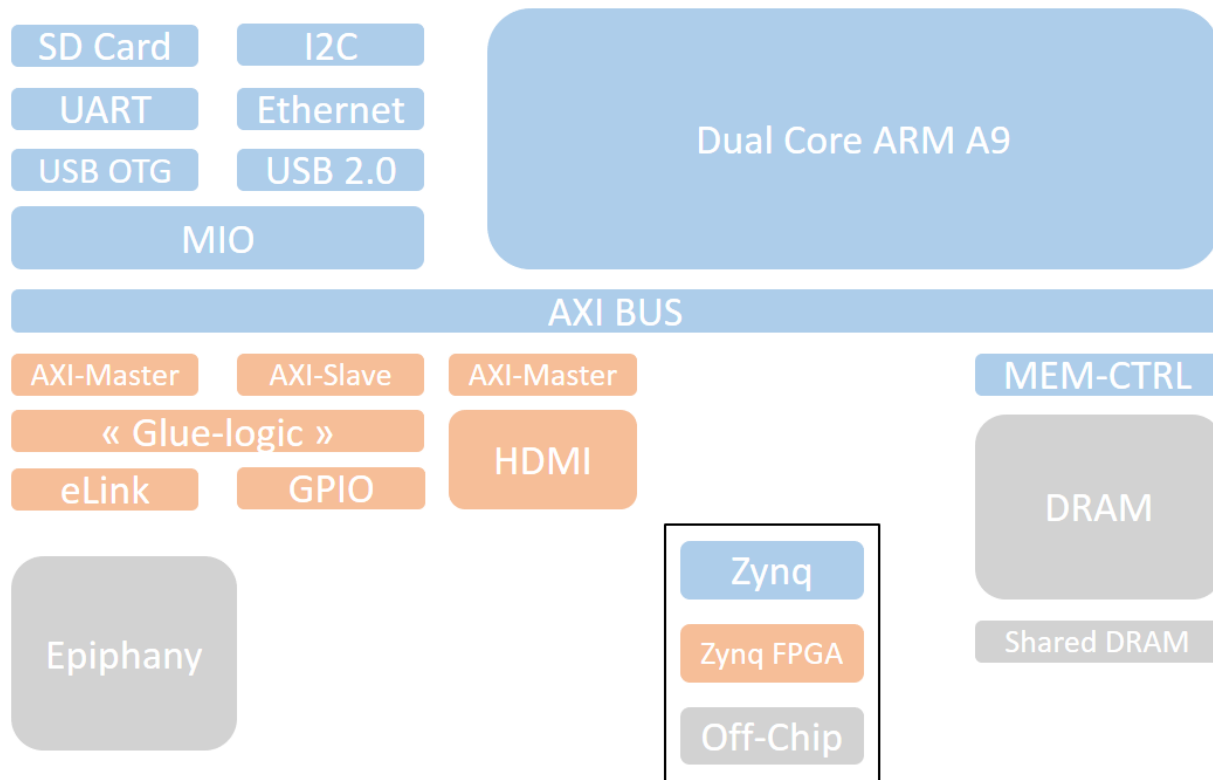 SD Card
I2C
UART
Ethernet
USB OTG
USB 2.0
MIO
Dual Core ARM A9
AXI BUS
AXI-Master
AXI-Slave
AXI-Master
MEM-CTRL
« Glue-logic »
HDMI
eLink
GPIO
DRAM
Epiphany
Shared DRAM
Zynq
Zynq FPGA
Off-Chip